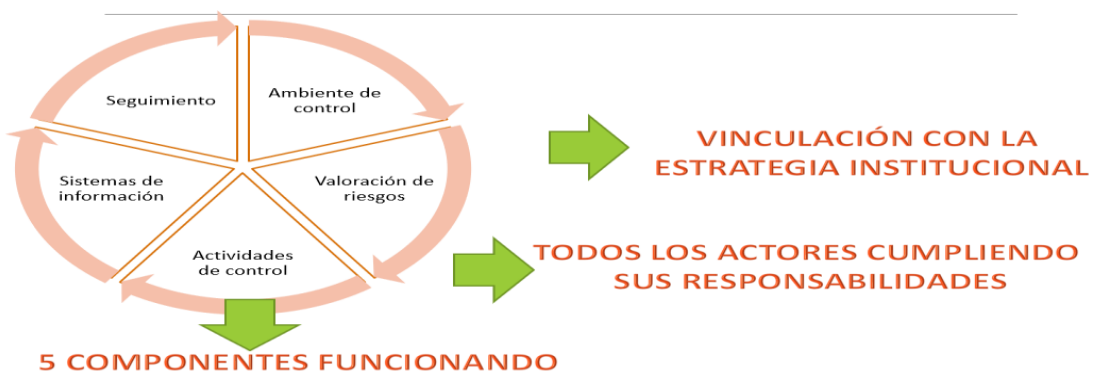 Seguimiento
Ambiente de
control
Sistemas de
información
Valoración de
riesgos
Actividades
de control
VINCULACIÓN CON LA
ESTRATEGIA INSTITUCIONAL
TODOS LOS ACTORES CUMPLIENDO
SUS RESPONSABILIDADES
5 COMPONENTES FUNCIONANDO